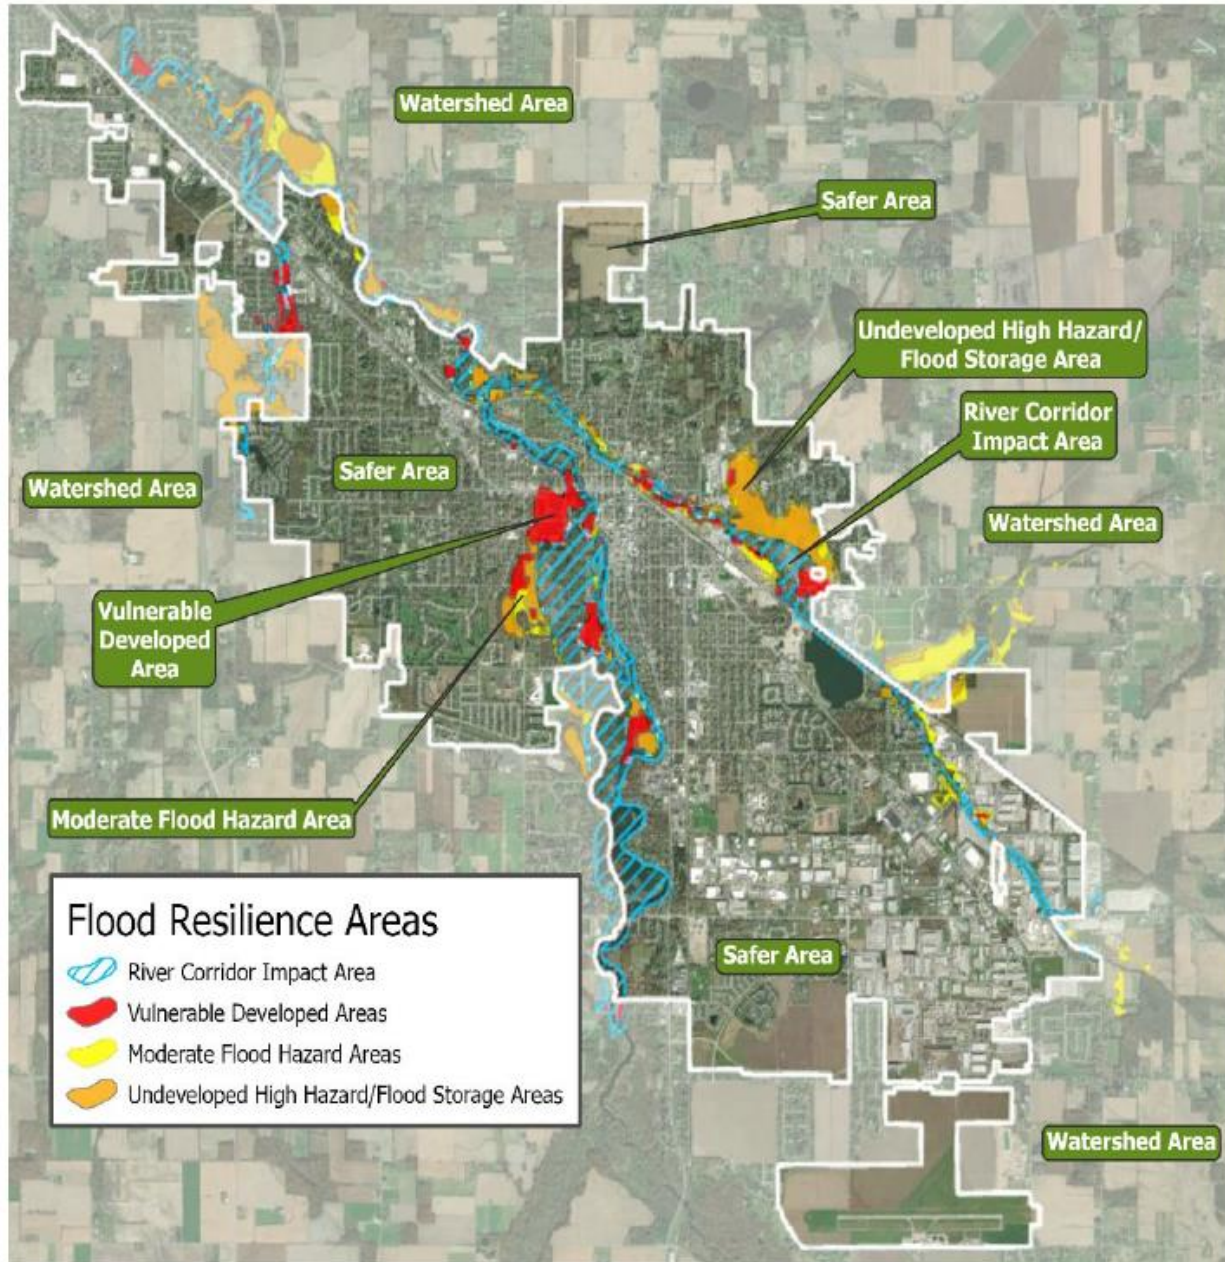 Watershed Area
Safer Area
Undeveloped High Hazard/
Flood Storage Area
River Corridor
Impact Area
Safer Area
Watershed Area
Watershed Area
Vulnerable
Developed
Area
Moderate Flood Hazard Area
Flood Resilience Areas
River Corridor Impact Area
Vulnerable Developed Areas
Moderate Flood Hazard Areas
Undeveloped High Hazard/Flood Storage Areas
Safer Area
Watershed Area